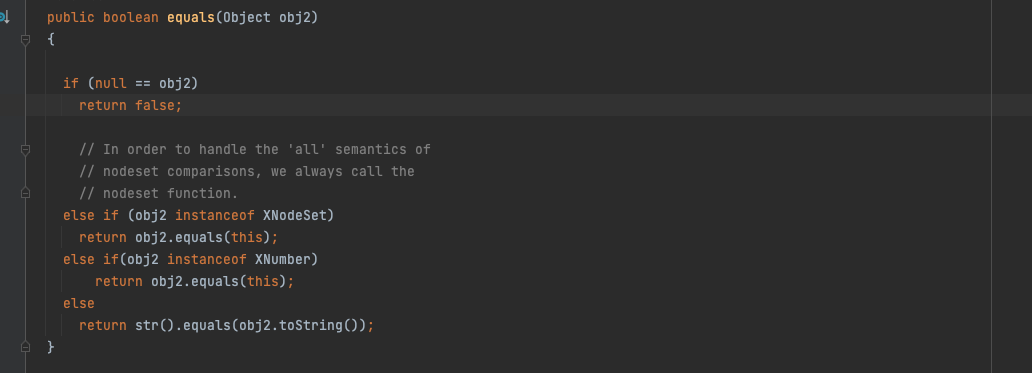 public boolean equals(Object obj2)
{
if (null == obj2)
return false;
// In order to handle the 'all' semantics of
// nodeset comparisons, we always call the
// nodeset function.
else if (obj2 instanceof XNodeSet)
return obj2.equals(this);
else if(obj2 instanceof XNumber)
return obj2.equals(this);
else
return str().equals(obj2.toString());
}